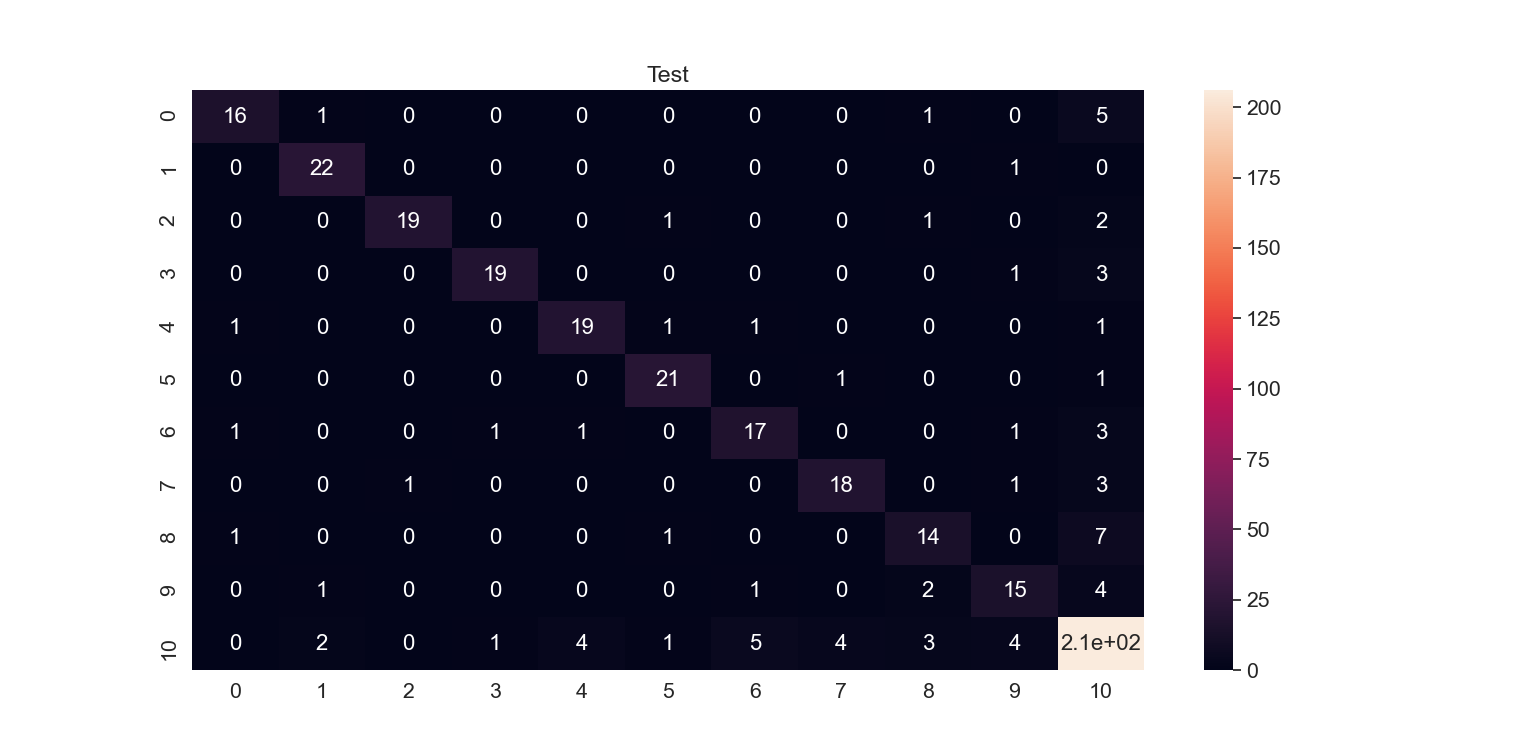 Test
0 16 1 0 0 0 0 0 0 1 0 5
1 0 22 0 0 0 0 0 0 0 1 0
2 0 0 19 0 0 1 0 0 1 0 2
3 0 0 0 19 0 0 0 0 0 1 3
4 1 0 0 0 19 1 1 0 0 0 1
5 0 0 0 0 0 21 0 1 0 0 1
6 1 0 0 1 1 0 17 0 0 1 3
7 0 0 1 0 0 0 0 18 0 1 3
8 1 0 0 0 0 1 0 0 14 0 7
9 0 1 0 0 0 0 1 0 2 15 4
10 0 2 0 1 4 1 5 4 3 4 2.1e+02
0 1 2 3 4 5 6 7 8 9 10
200
175
150
125
100
75
50
25
0